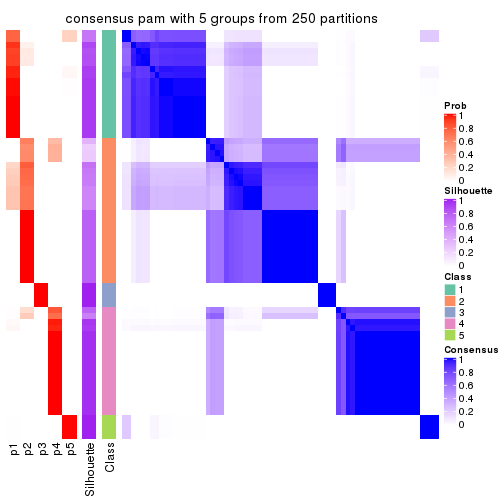 consensus pam with 5 groups from 250 partitions
p1
p2
p3
p4
p5
Silhouette
Class
Prob
1
0.8
0.6
0.4
0.2
0
Silhouette
1
0.8
0.6
0.4
0.2
0
Class
1
2
3
4
5
Consensus
1
0.8
0.6
0.4
0.2
0